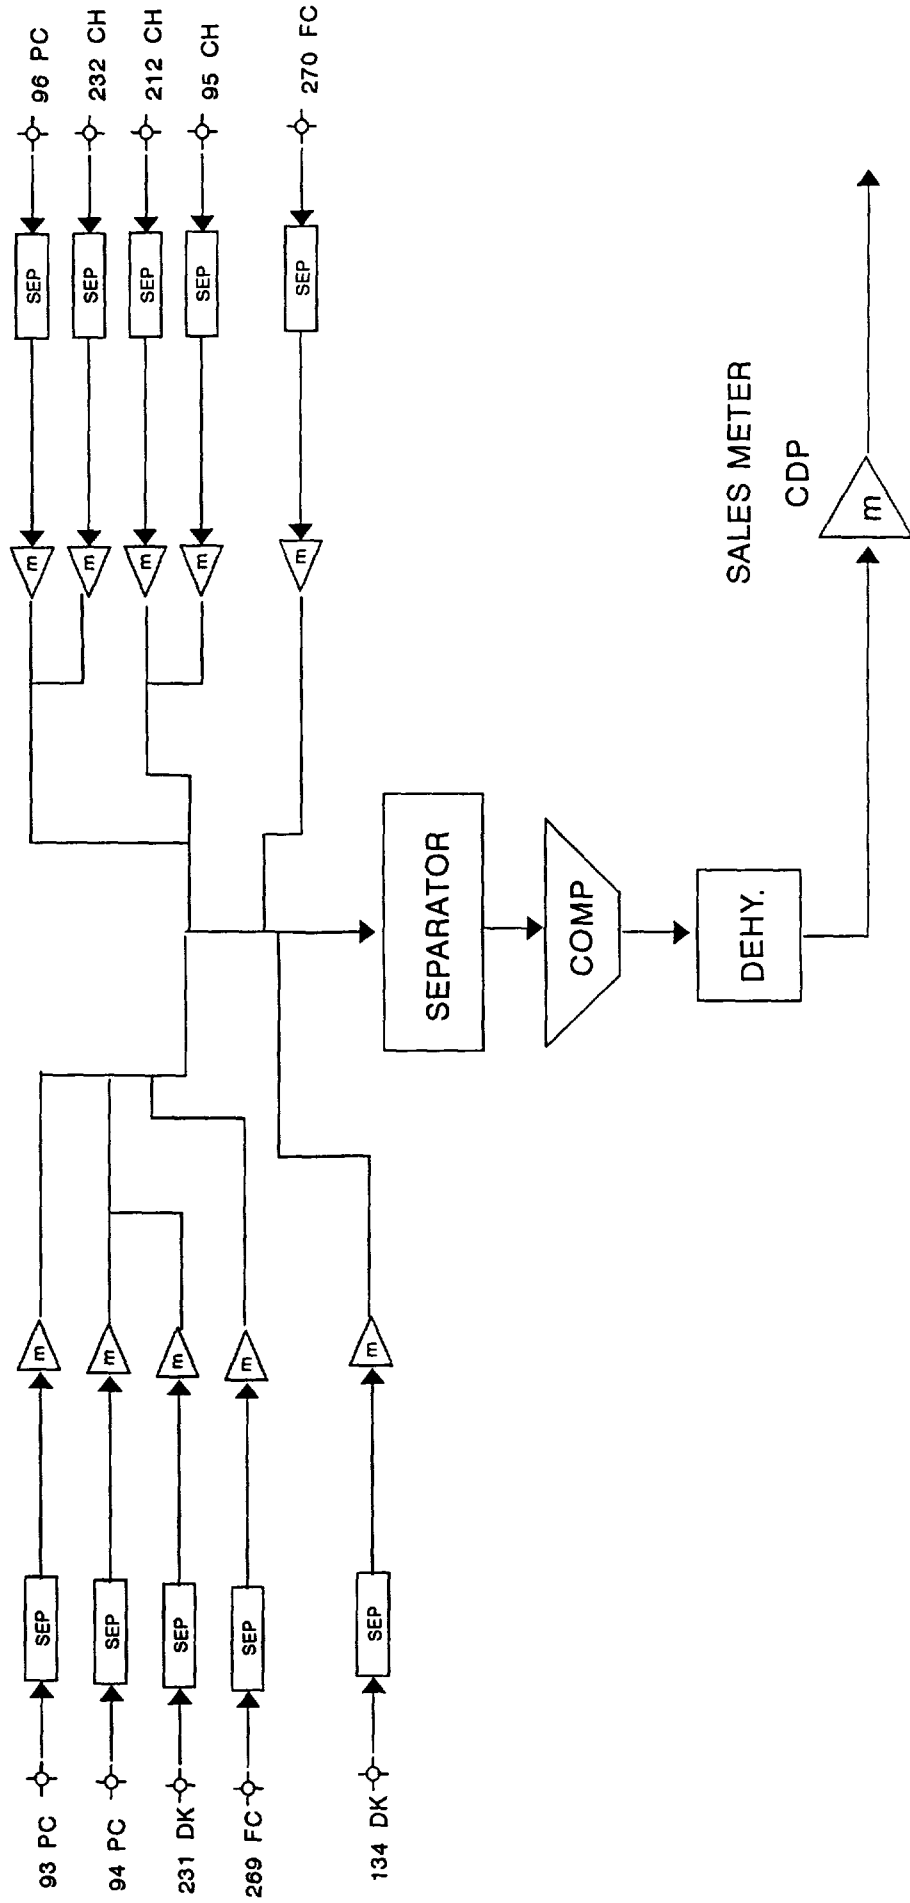 93 PC
SEP
m
94 PC
SEP
m
231 DK
SEP
m
269 FC
SEP
m
134 DK
SEP
m
m
SEP
96 PC
m
SEP
232 CH
m
SEP
212 CH
m
SEP
95 CH
m
SEP
270 FC
SEPARATOR
COMP
DEHY.
SALES METER
CDP
m